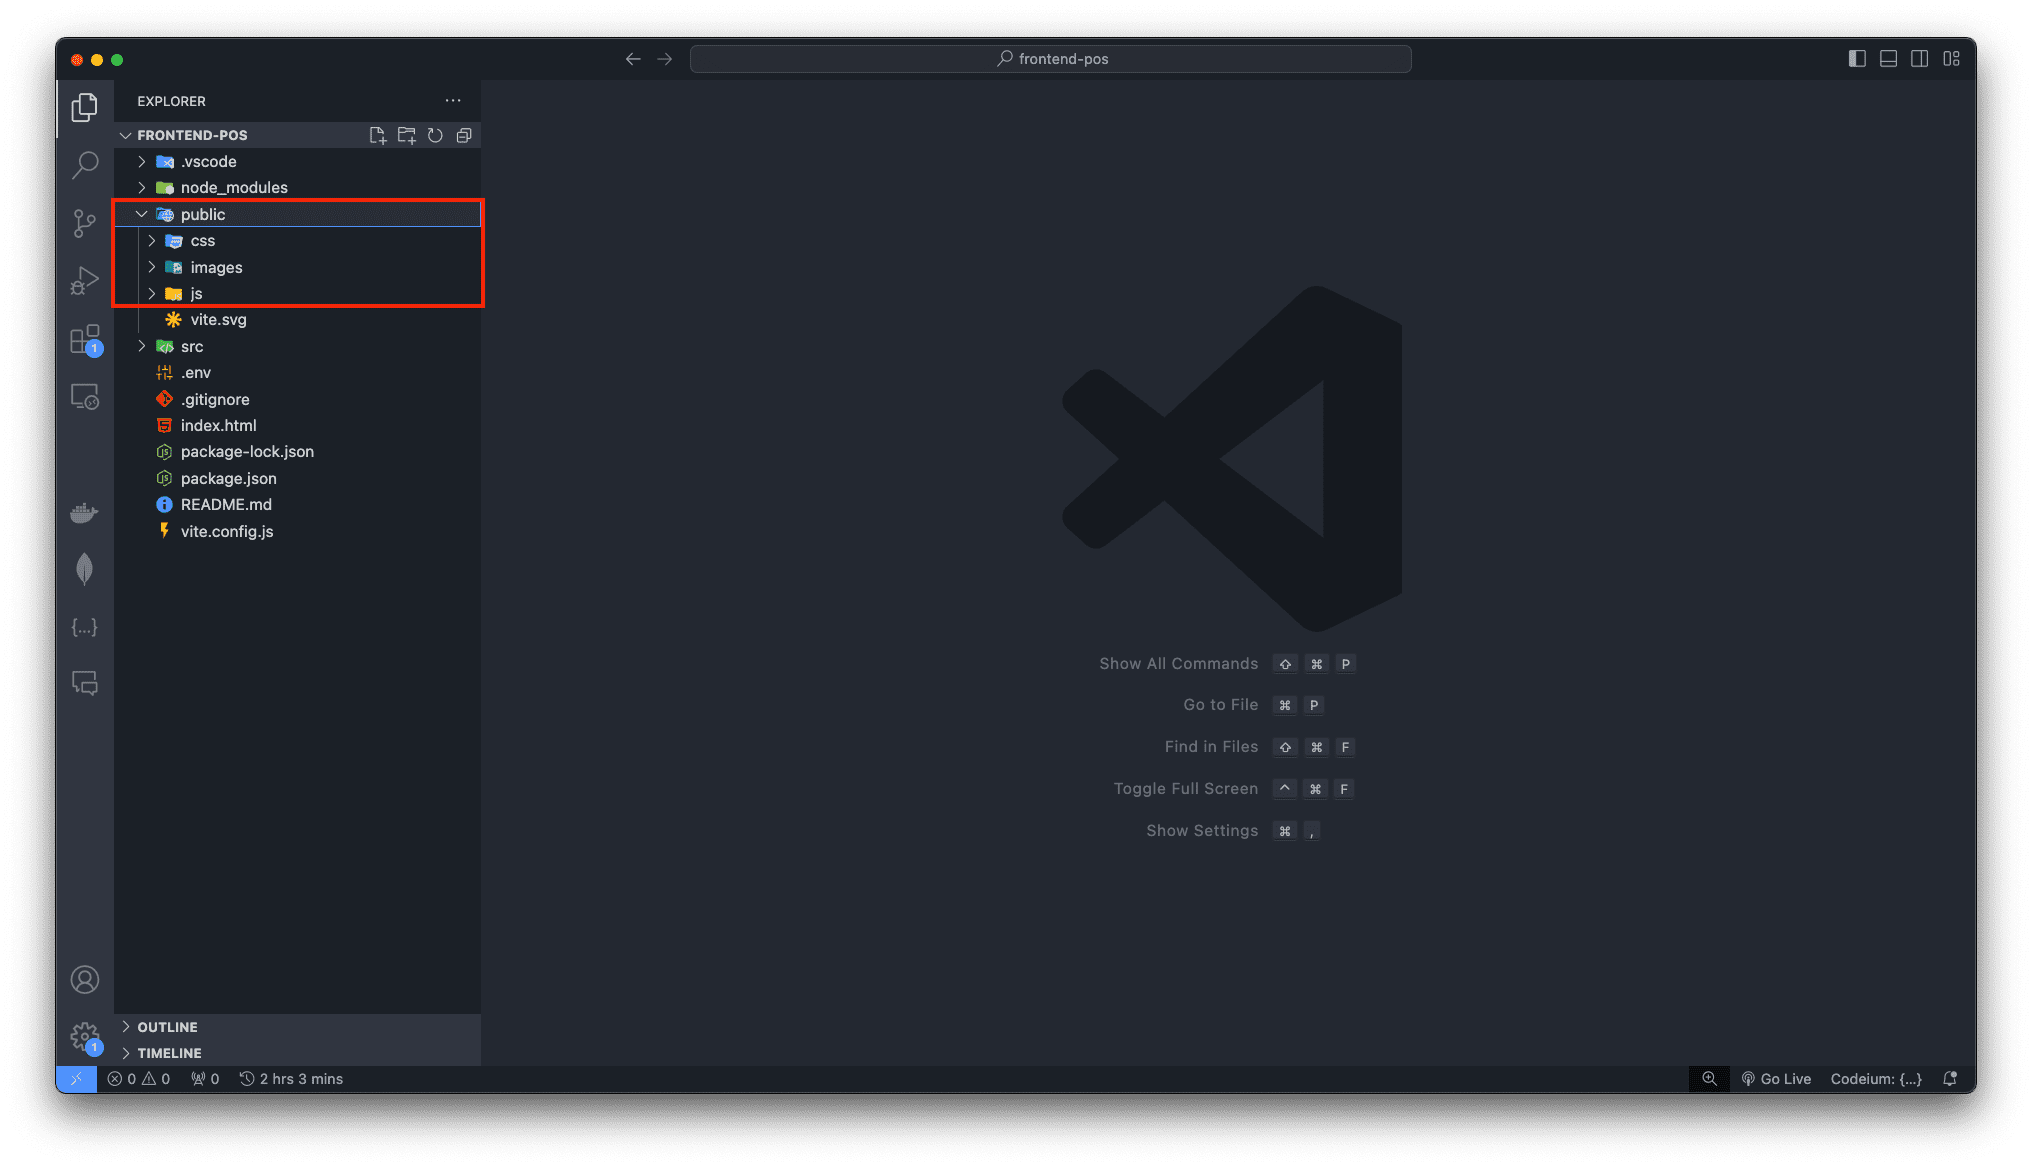 frontend-pos
EXPLORER
FRONTEND-POS
.vscode
node_modules
public
css
images
js
vite.svg
src
.env
.gitignore
index.html
package-lock.json
package.json
README.md
vite.config.js
1
{...}
Show All Commands ⇧ ⌘ P
Go to File ⌘ P
Find in Files ⇧ ⌘ F
Toggle Full Screen ^ ⌘ F
Show Settings ⌘ ,
1
OUTLINE
TIMELINE
0 0 0 2 hrs 3 mins Go Live Codeium: {...}